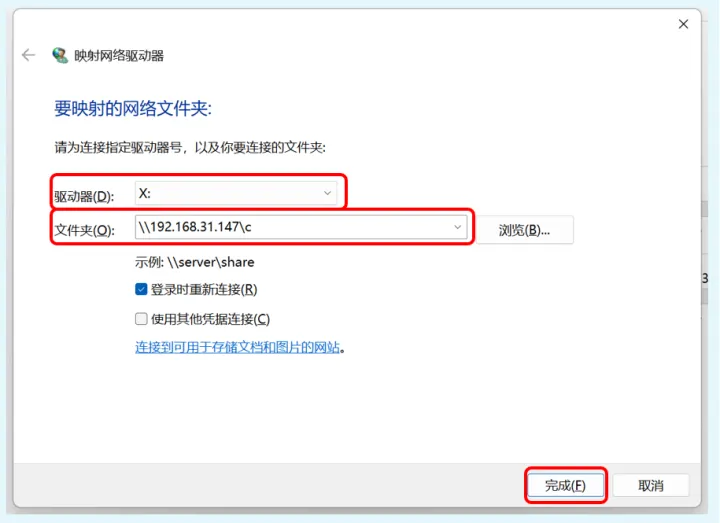 映射网络驱动器
要映射的网络文件夹:
请为连接指定驱动器号，以及你要连接的文件夹:
驱动器(D): X:
文件夹(O): \\192.168.31.147\c 浏览(B)...
示例: \\server\share
登录时重新连接(R)
使用其他凭据连接(C)
连接到可用于存储文档和图片的网站。
3
完成(F) 取消